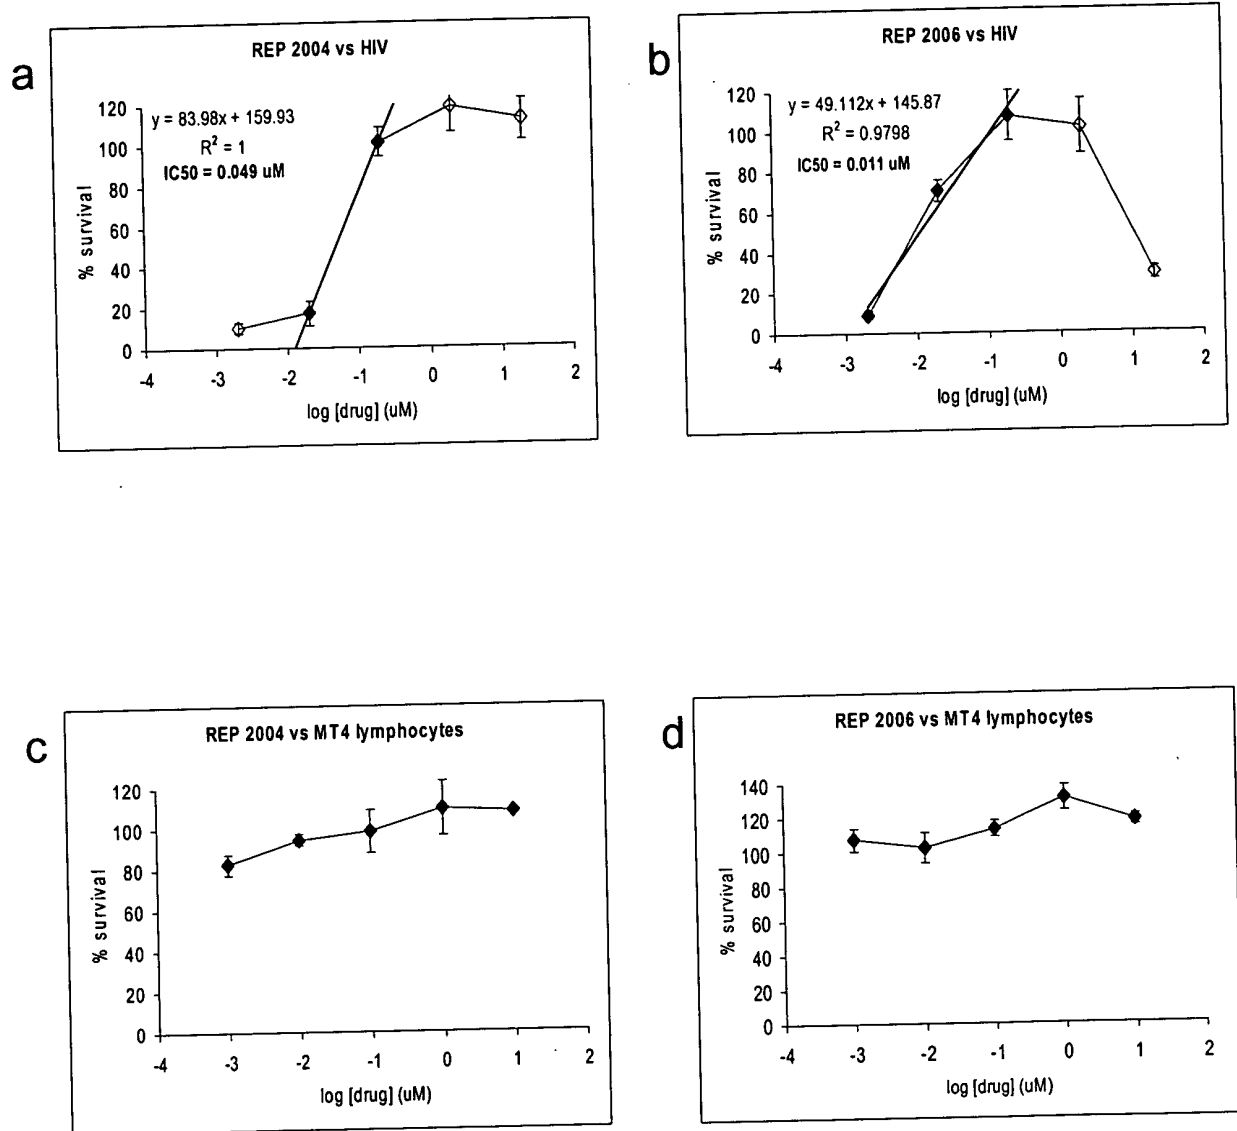 a
REP 2004 vs HIV
y = 83.98x + 159.93
R² = 1
IC50 = 0.049 uM
% survival
120
100
80
60
40
20
0
-4 -3 -2 -1 0 1 2
log [drug] (uM)
b
REP 2006 vs HIV
y = 49.112x + 145.87
R² = 0.9798
IC50 = 0.011 uM
% survival
120
100
80
60
40
20
0
-4 -3 -2 -1 0 1 2
log [drug] (uM)
c
REP 2004 vs MT4 lymphocytes
% survival
120
100
80
60
40
20
0
-4 -3 -2 -1 0 1 2
log [drug] (uM)
d
REP 2006 vs MT4 lymphocytes
% survival
140
120
100
80
60
40
20
0
-4 -3 -2 -1 0 1 2
log [drug] (uM)